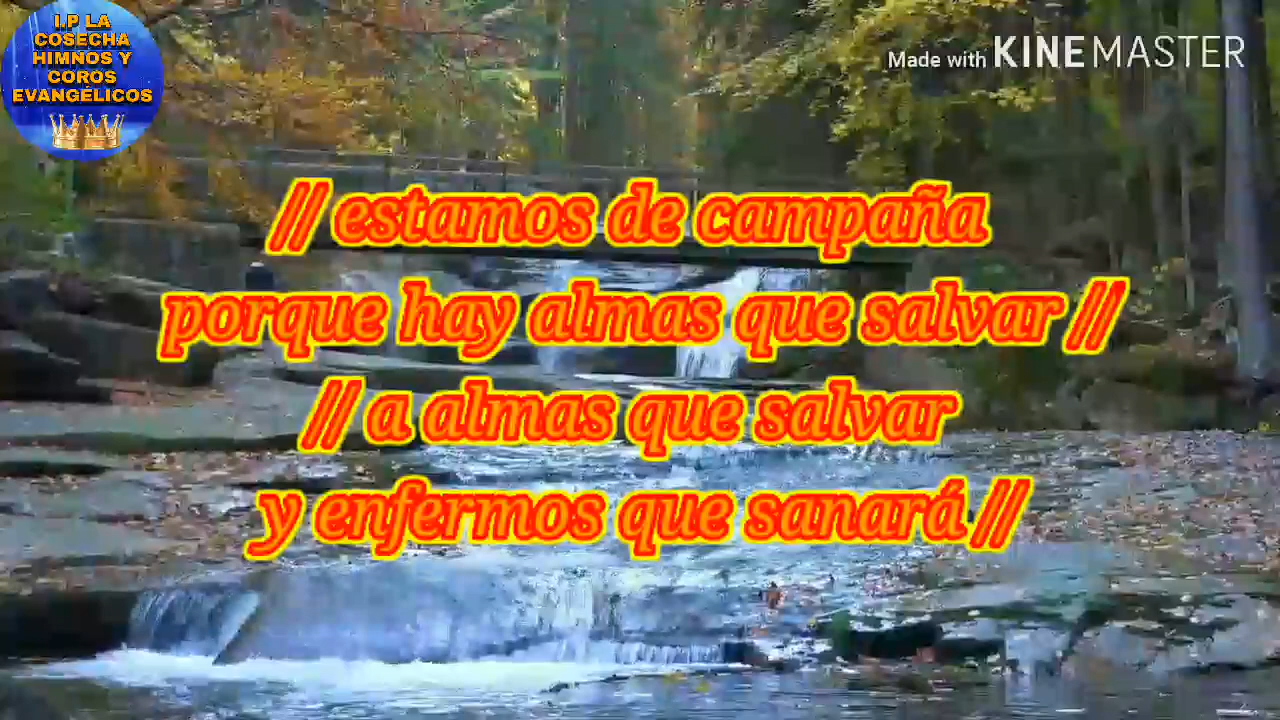 I.P LA
COSECHA
HIMNOS Y
COROS
EVANGÉLICOS
Made with KINEMASTER
// estamos de campaña
porque hay almas que salvar //
// a almas que salvar
y enfermos que sanará //